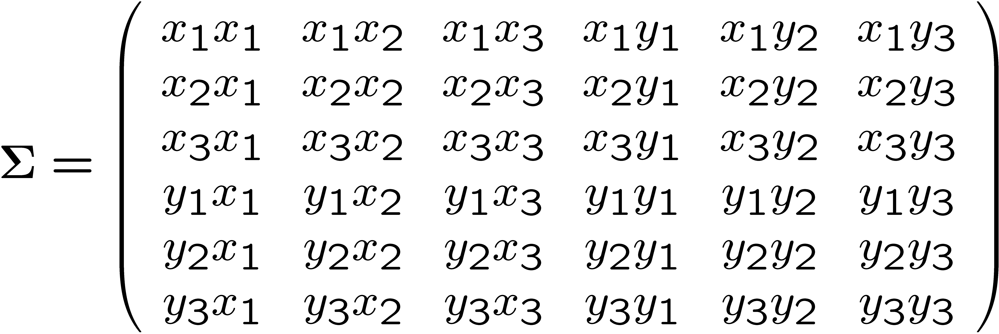 x₁x₁ x₁x₂ x₁x₃ x₁y₁ x₁y₂ x₁y₃
x₂x₁ x₂x₂ x₂x₃ x₂y₁ x₂y₂ x₂y₃
x₃x₁ x₃x₂ x₃x₃ x₃y₁ x₃y₂ x₃y₃
Σ =
y₁x₁ y₁x₂ y₁x₃ y₁y₁ y₁y₂ y₁y₃
y₂x₁ y₂x₂ y₂x₃ y₂y₁ y₂y₂ y₂y₃
y₃x₁ y₃x₂ y₃x₃ y₃y₁ y₃y₂ y₃y₃